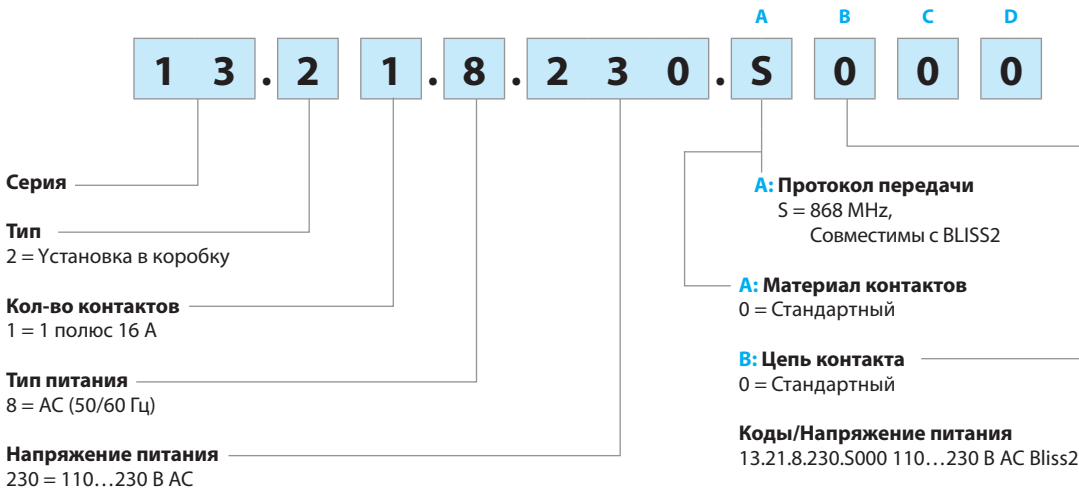 A B C D
1 3 . 2 1 . 8 . 2 3 0 . S 0 0 0
Серия
Тип
2 = Yстановка в коробку
Кол-во контактов
1 = 1 полюс 16 A
Тип питания
8 = AC (50/60 Гц)
Напряжение питания
230 = 110…230 В AC
A: Протокол передачи
S = 868 MHz,
Совместимы с BLISS2
A: Материал контактов
0 = Стандартный
B: Цепь контакта
0 = Стандартный
Коды/Напряжение питания
13.21.8.230.S000 110…230 В AC Bliss2